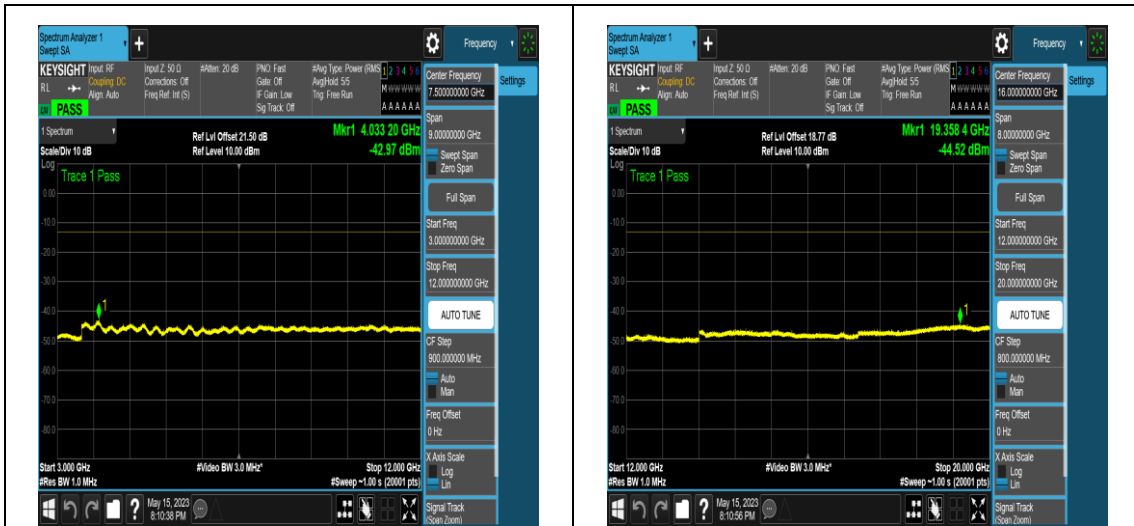 Spectrum Analyzer 1
Swept SA
Frequency
KEYSIGHT
Input: RF
Input Z: 50 Ω
#Atten: 20 dB
PNO: Fast
#Avg Type: Power (RMS
1 2 3 4 5 6
Coupling: DC
Corrections: Off
Gate: Off
Avg|Hold: 5/5
M W W W W W
RL
Align: Auto
Freq Ref: Int (S)
IF Gain: Low
Trig: Free Run
Sig Track: Off
A A A A A A
PASS
1 Spectrum
Ref Lvl Offset 21.50 dB
Mkr1 4.033 20 GHz
Scale/Div 10 dB
Ref Level 10.00 dBm
-42.97 dBm
Log
Trace 1 Pass
0.00
-10.0
-20.0
-30.0
-40.0
-50.0
-60.0
-70.0
-80.0
1
Start 3.000 GHz
#Video BW 3.0 MHz*
Stop 12.000 GHz
#Res BW 1.0 MHz
#Sweep ~1.00 s (20001 pts)
May 15, 2023
8:10:38 PM
Center Frequency
7.500000000 GHz
Settings
Span
9.00000000 GHz
Swept Span
Zero Span
Full Span
Start Freq
3.000000000 GHz
Stop Freq
12.000000000 GHz
AUTO TUNE
CF Step
900.000000 MHz
Auto
Man
Freq Offset
0 Hz
X Axis Scale
Log
Lin
Signal Track
(Span Zoom)
Spectrum Analyzer 1
Swept SA
Frequency
KEYSIGHT
Input: RF
Input Z: 50 Ω
#Atten: 20 dB
PNO: Fast
#Avg Type: Power (RMS
1 2 3 4 5 6
Coupling: DC
Corrections: Off
Gate: Off
Avg|Hold: 5/5
M W W W W W
RL
Align: Auto
Freq Ref: Int (S)
IF Gain: Low
Trig: Free Run
Sig Track: Off
A A A A A A
PASS
1 Spectrum
Ref Lvl Offset 18.77 dB
Mkr1 19.358 4 GHz
Scale/Div 10 dB
Ref Level 10.00 dBm
-44.52 dBm
Log
Trace 1 Pass
0.00
-10.0
-20.0
-30.0
-40.0
-50.0
-60.0
-70.0
-80.0
1
Start 12.000 GHz
#Video BW 3.0 MHz*
Stop 20.000 GHz
#Res BW 1.0 MHz
#Sweep ~1.00 s (20001 pts)
May 15, 2023
8:10:56 PM
Center Frequency
16.000000000 GHz
Settings
Span
8.00000000 GHz
Swept Span
Zero Span
Full Span
Start Freq
12.000000000 GHz
Stop Freq
20.000000000 GHz
AUTO TUNE
CF Step
800.000000 MHz
Auto
Man
Freq Offset
0 Hz
X Axis Scale
Log
Lin
Signal Track
(Span Zoom)